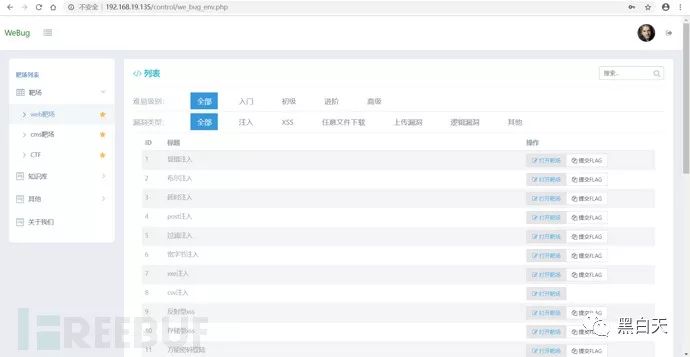 不安全 | 192.168.19.135/control/we_bug_env.php
WeBug
靶场列表
靶场
web靶场
cms靶场
CTF
知识库
其他
关于我们
</> 列表
搜索..
难易级别: 全部 入门 初级 进阶 高级
漏洞类型: 全部 注入 XSS 任意文件下载 上传漏洞 逻辑漏洞 其他
ID 标题 操作
1 显错注入 打开靶场 提交FLAG
2 布尔注入 打开靶场 提交FLAG
3 延时注入 打开靶场 提交FLAG
4 post注入 打开靶场 提交FLAG
5 过滤注入 打开靶场 提交FLAG
6 宽字节注入 打开靶场 提交FLAG
7 xxe注入 打开靶场 提交FLAG
8 csv注入 打开靶场
9 反射型xss 打开靶场 提交FLAG
10 存储型xss 打开靶场 提交FLAG
11 万能密码登陆 打开靶场 提交FLAG
FREEBUF
黑白天